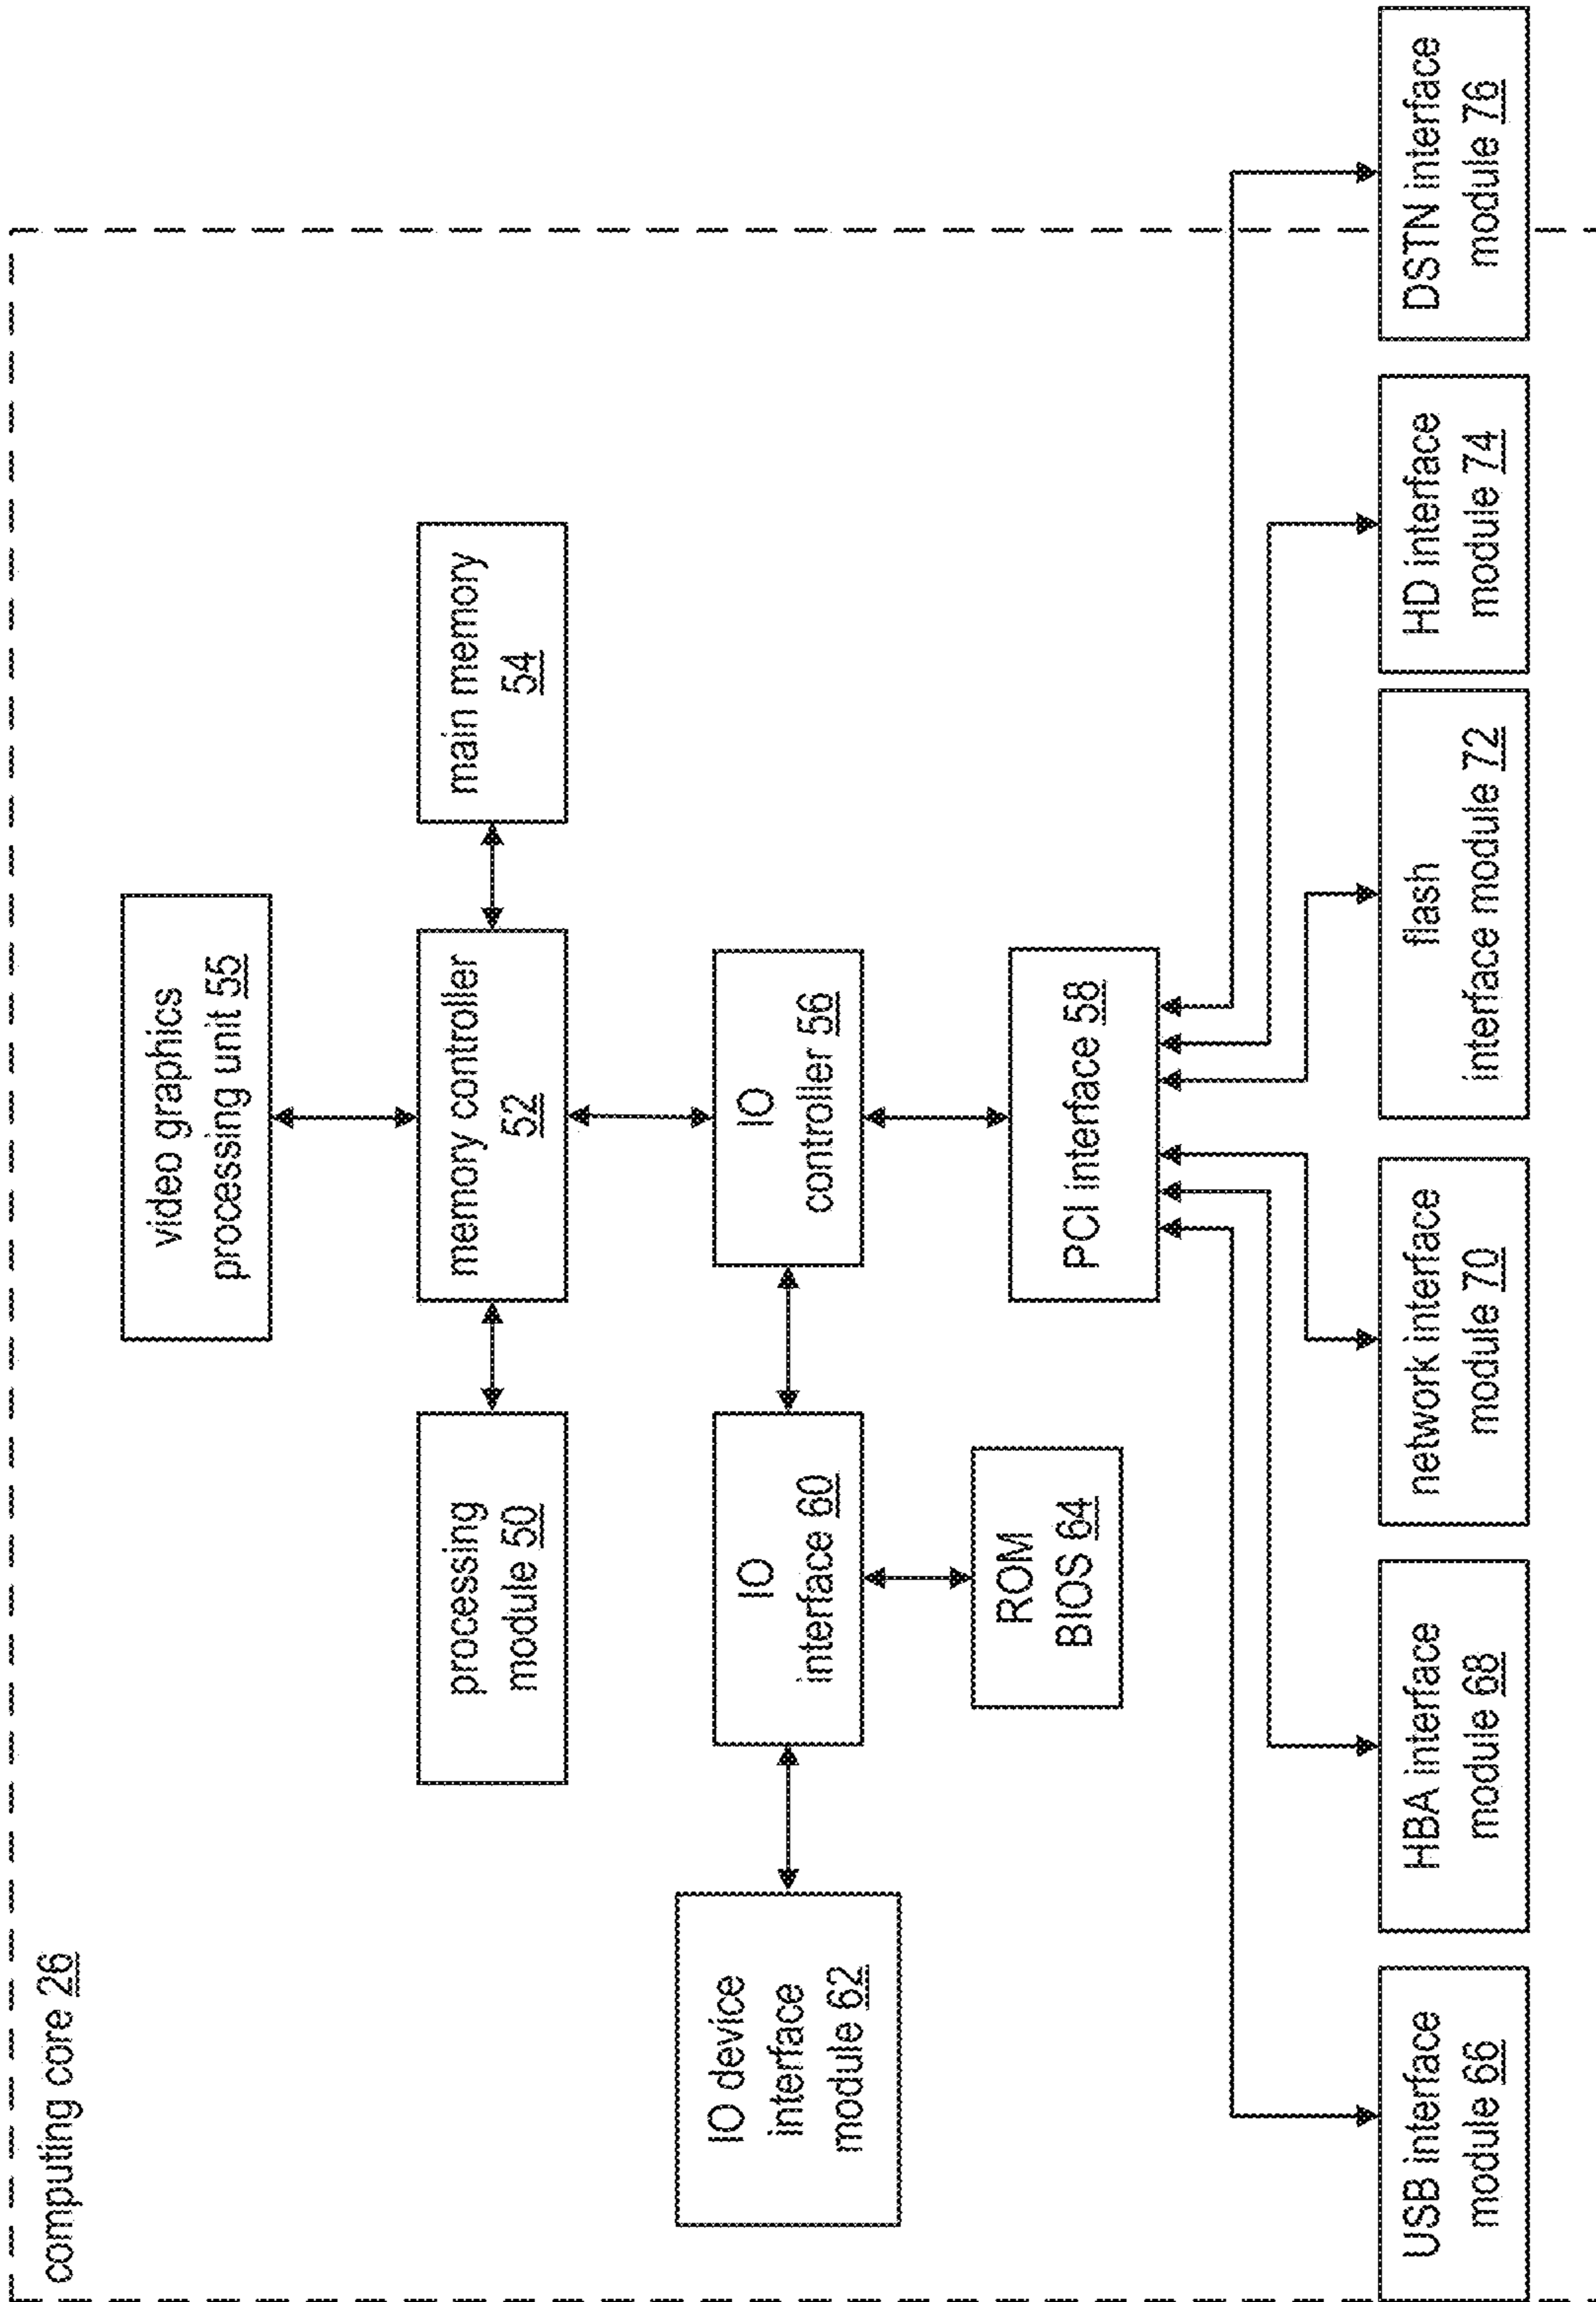 computing core 26
video graphics
processing unit 55
processing
module 50
memory controller
52
main memory
54
IO device
interface
module 62
IO
interface 60
IO
controller 56
ROM
BIOS 64
PCI interface 58
USB interface
module 66
HBA interface
module 68
network interface
module 70
flash
interface module 72
HD interface
module 74
DSTN interface
module 76